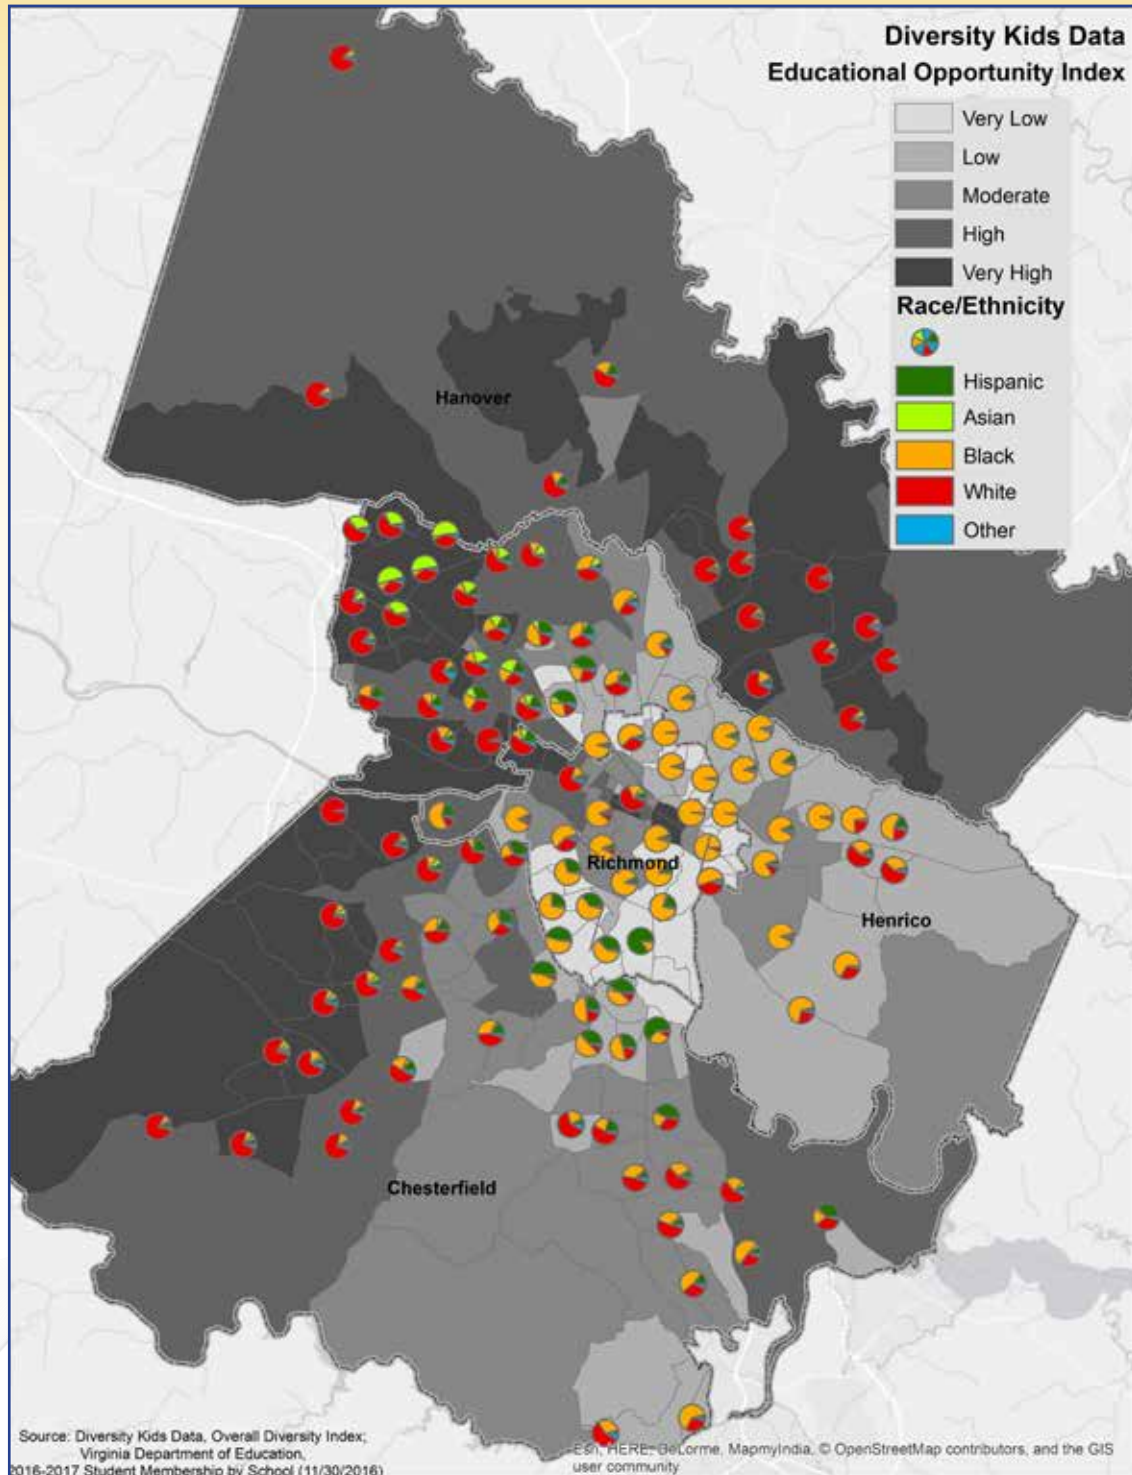 Diversity Kids Data
Educational Opportunity Index
Very Low
Low
Moderate
High
Very High
Race/Ethnicity
Hispanic
Asian
Black
White
Other
Hanover
Richmond
Henrico
Chesterfield
Source: Diversity Kids Data, Overall Diversity Index;
Virginia Department of Education,
2016-2017 Student Membership by School (11/30/2016)
Esri, HERE, DeLorme, MapmyIndia, © OpenStreetMap contributors, and the GIS
user community